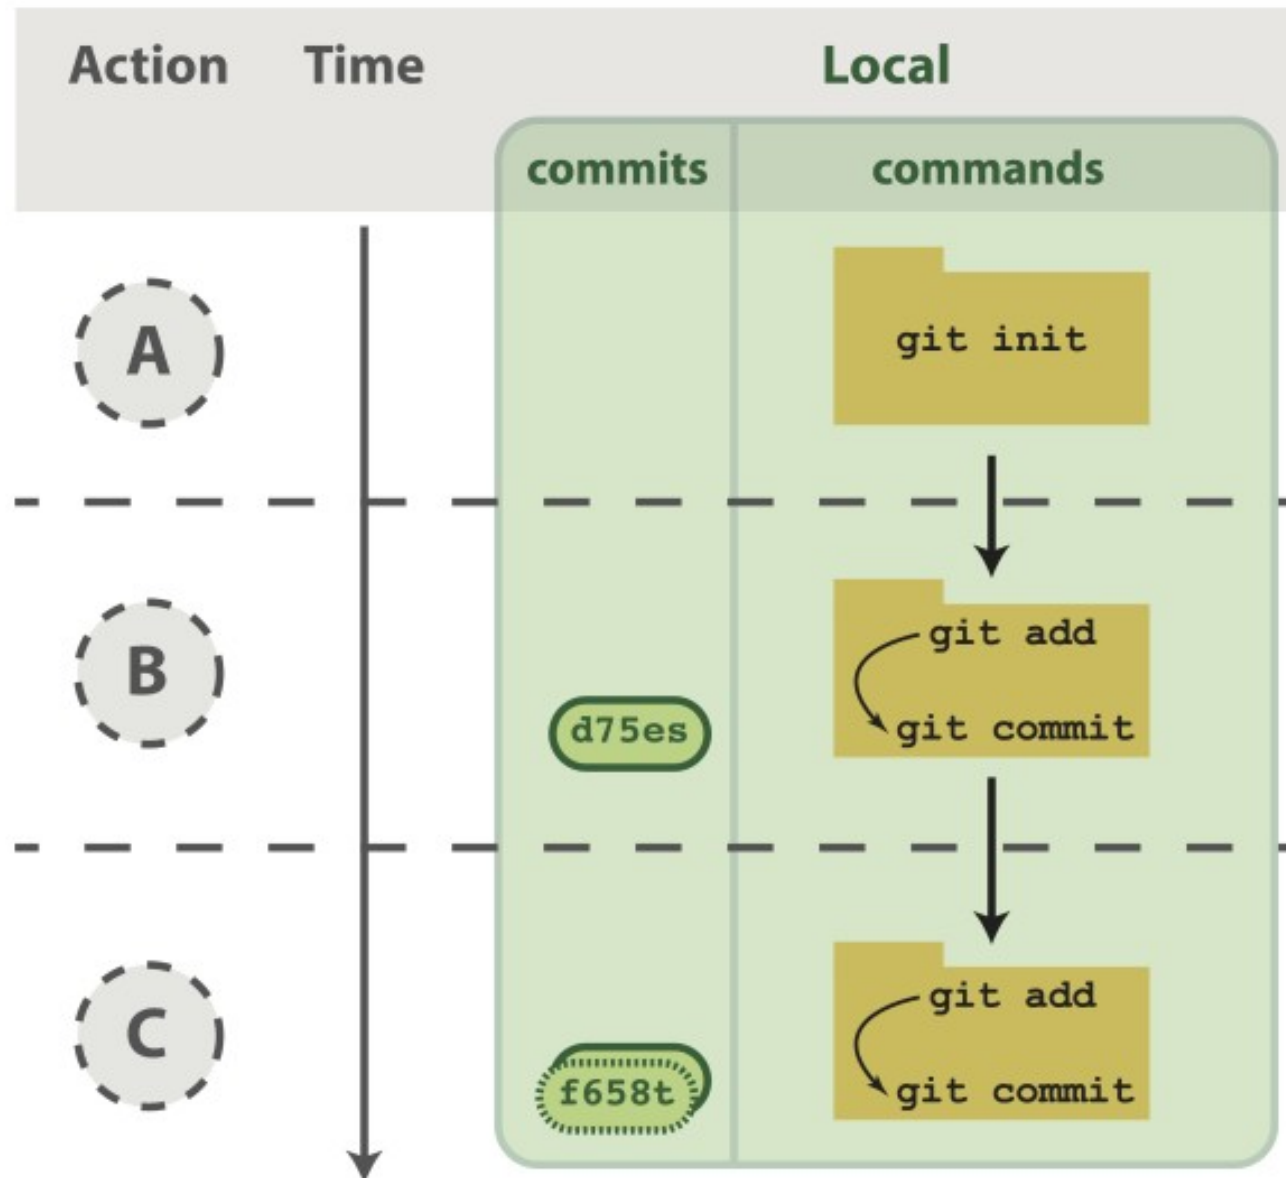 Action Time Local
commits commands
A
git init
B
git add
d75es
git commit
C
git add
f658t
git commit